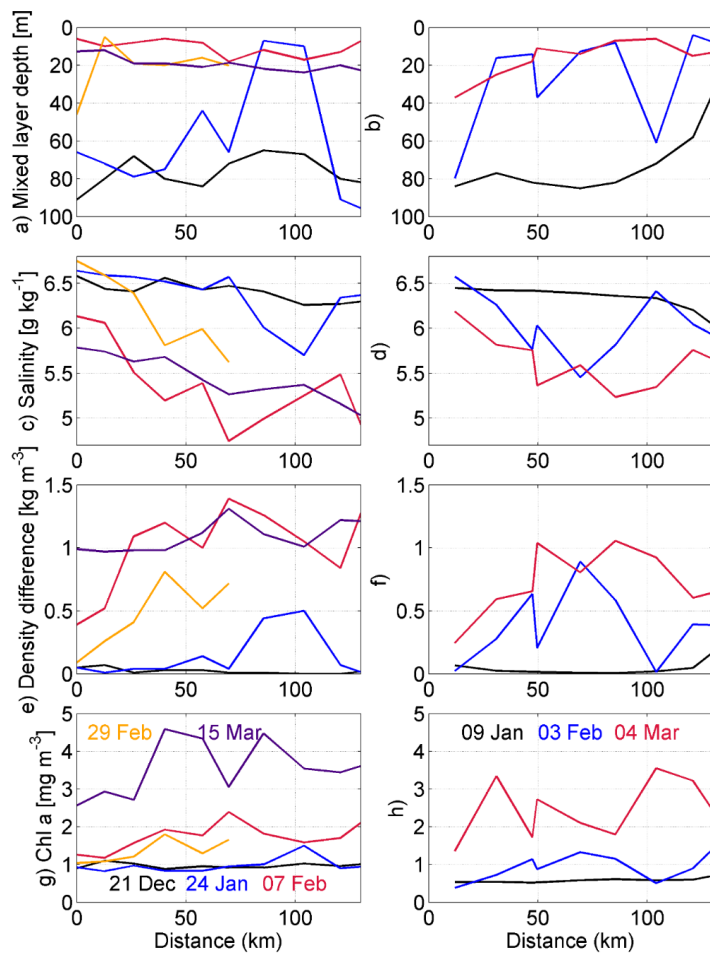 a) Mixed layer depth [m]
0
20
40
60
80
100
0 50 100
b)
0
20
40
60
80
100
0 50 100
c) Salinity [g kg⁻¹]
6.5
6
5.5
5
0 50 100
d)
6.5
6
5.5
5
0 50 100
e) Density difference [kg m⁻³]
1.5
1
0.5
0
0 50 100
f)
1.5
1
0.5
0
0 50 100
g) Chl a [mg m⁻³]
5
4
3
2
1
0
29 Feb 15 Mar
21 Dec 24 Jan 07 Feb
0 50 100
Distance (km)
h)
5
4
3
2
1
0
09 Jan 03 Feb 04 Mar
0 50 100
Distance (km)